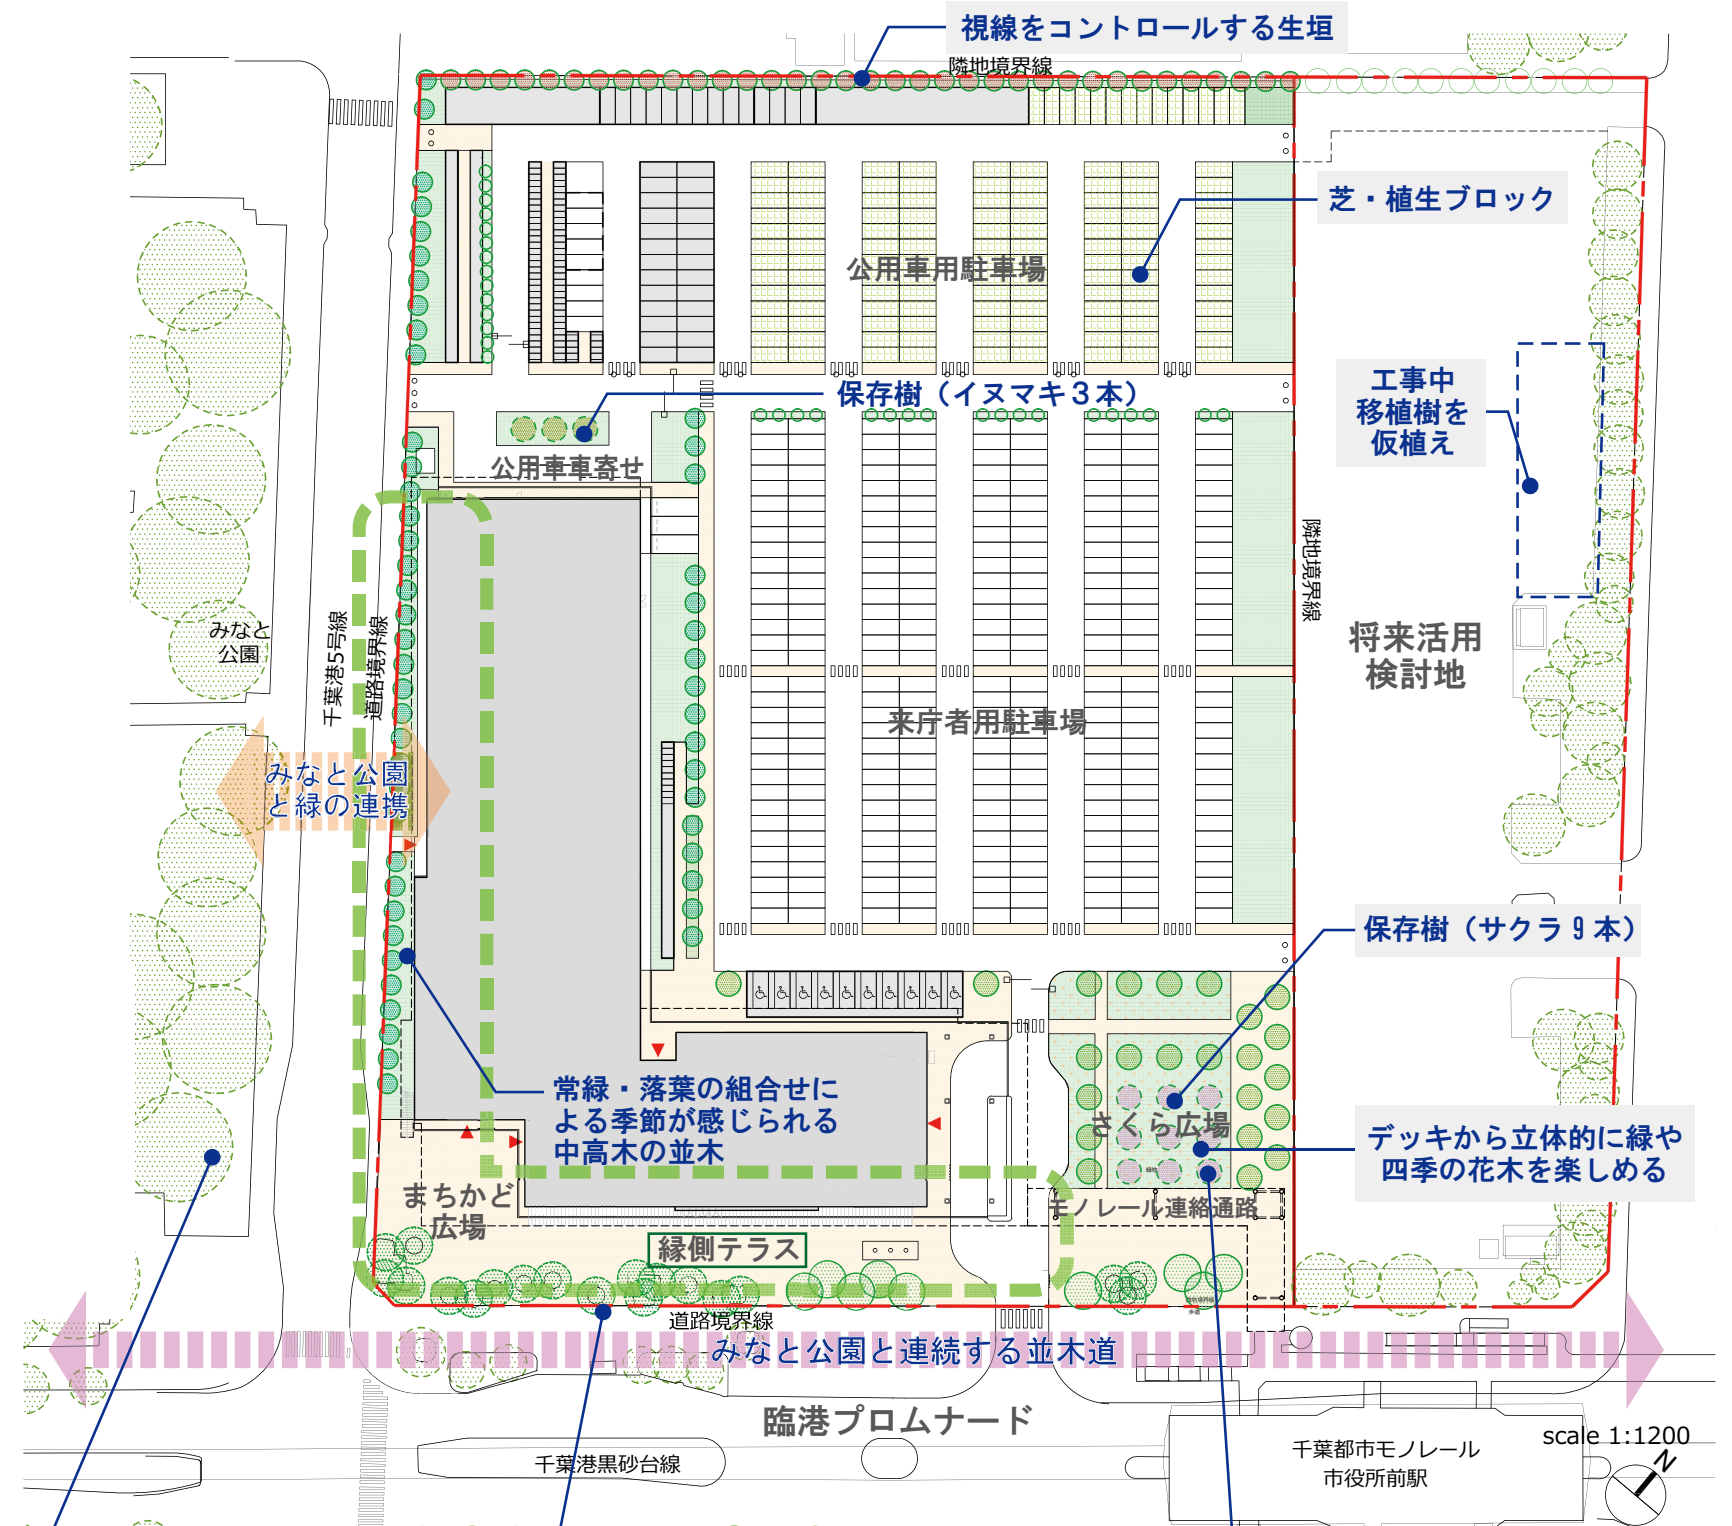 視線をコントロールする生垣
隣地境界線
芝・植生ブロック
公用車用駐車場
工事中
移植樹を
仮植え
保存樹（イヌマキ３本）
公用車車寄せ
隣地境界線
みなと
公園
千葉港5号線
道路境界線
将来活用
検討地
来庁者用駐車場
みなと公園
と緑の連携
保存樹（サクラ９本）
常緑・落葉の組合せに
よる季節が感じられる
中高木の並木
さくら広場
デッキから立体的に緑や
四季の花木を楽しめる
まちかど
広場
モノレール連絡通路
縁側テラス
道路境界線
みなと公園と連続する並木道
臨港プロムナード
千葉港黒砂台線
千葉都市モノレール
市役所前駅
scale 1:1200
N